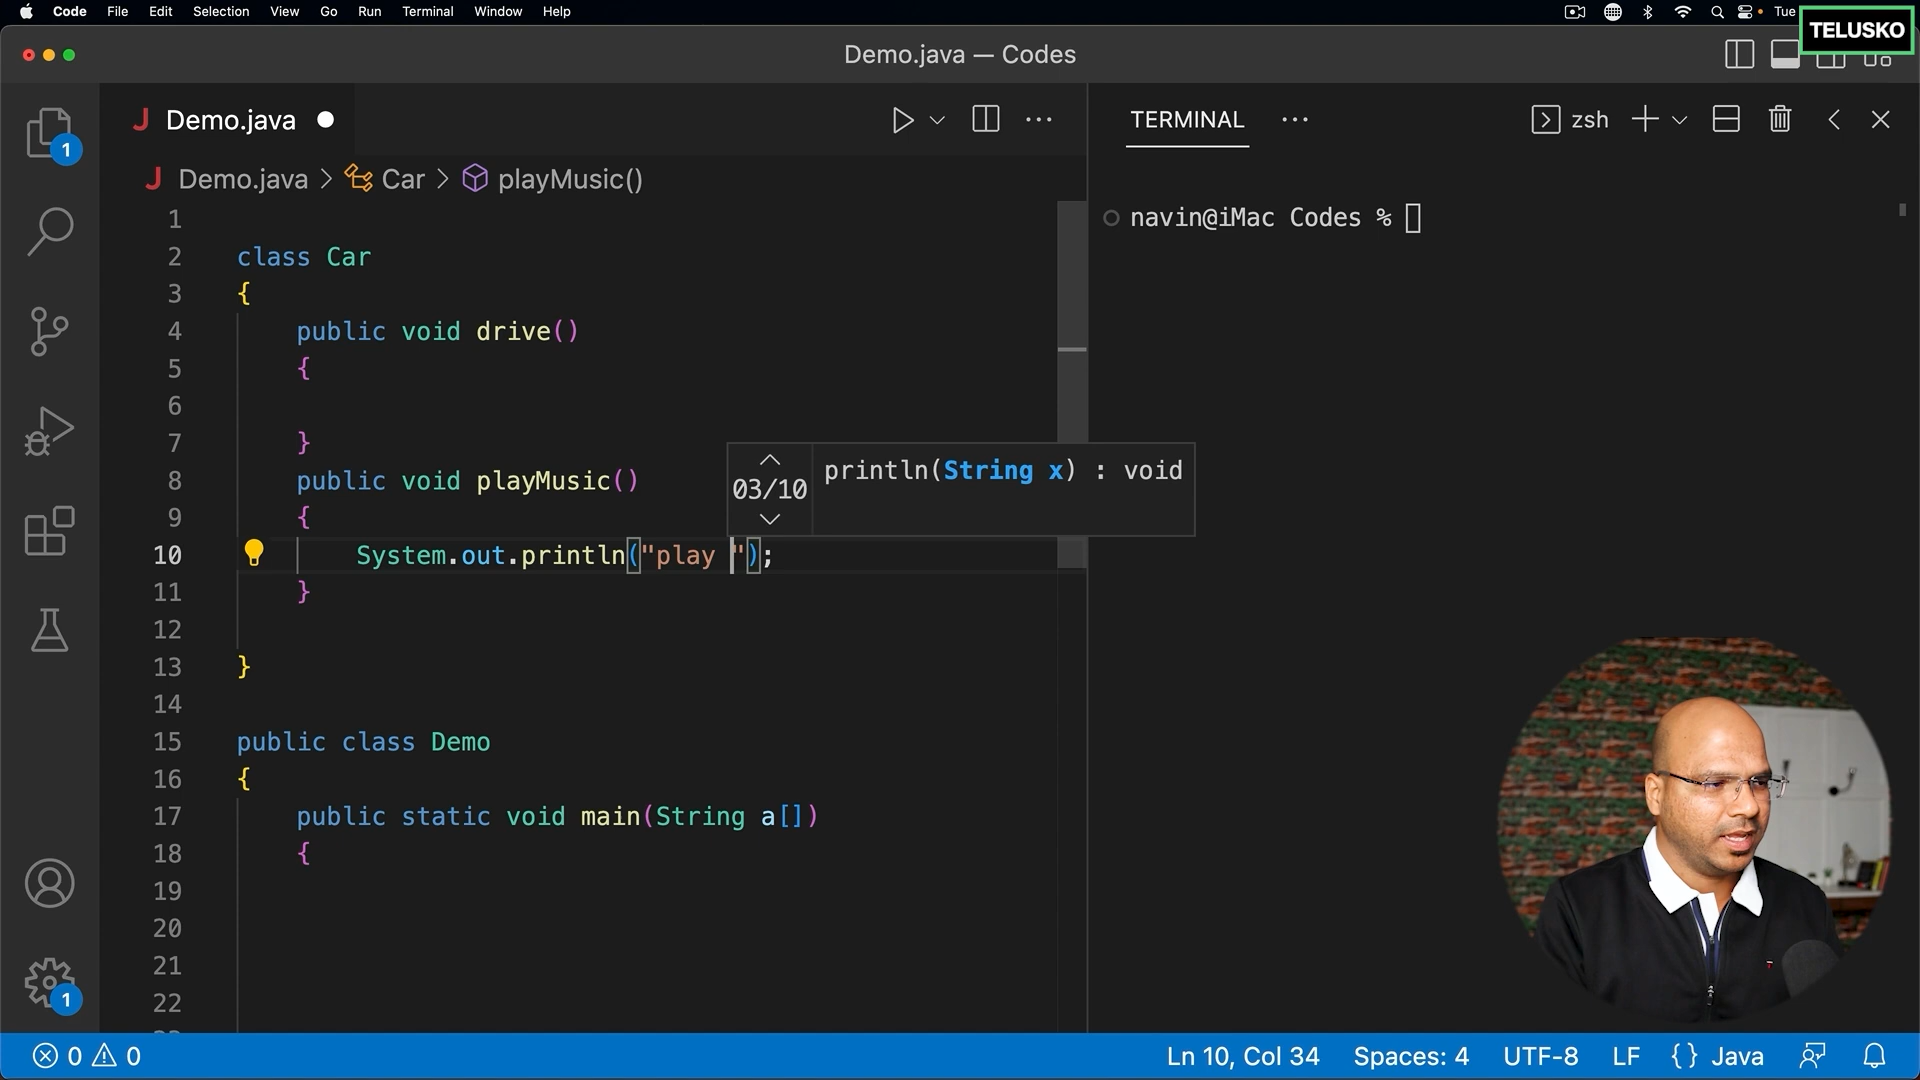 Code File Edit Selection View Go Run Terminal Window Help Tue
TELUSKO
Demo.java — Codes
Demo.java
TERMINAL
zsh
1
Demo.java > Car > playMusic()
navin@iMac Codes %
1
2 class Car
3 {
4 public void drive()
5 {
6
7 }
8 public void playMusic()
03/10 println(String x) : void
9 {
10 System.out.println("play ");
11 }
12
13 }
14
15 public class Demo
16 {
17 public static void main(String a[])
18 {
19
20
21
22
1
0 0
Ln 10, Col 34 Spaces: 4 UTF-8 LF {} Java